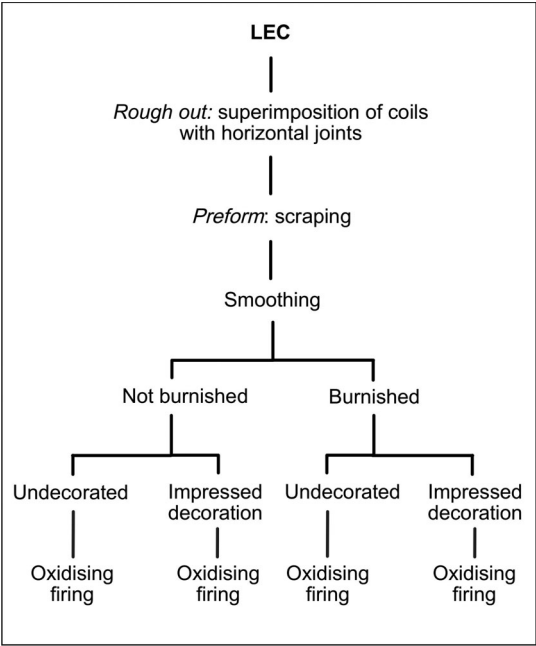 LEC
Rough out: superimposition of coils
with horizontal joints
Preform: scraping
Smoothing
Not burnished
Burnished
Undecorated
Impressed
decoration
Undecorated
Impressed
decoration
Oxidising
firing
Oxidising
firing
Oxidising
firing
Oxidising
firing